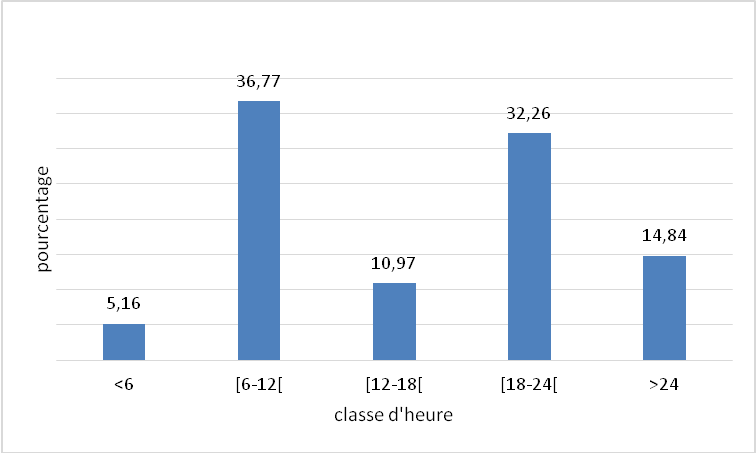 36,77
32,26
14,84
10,97
5,16
pourcentage
<6 [6-12[ [12-18[ [18-24[ >24
classe d'heure